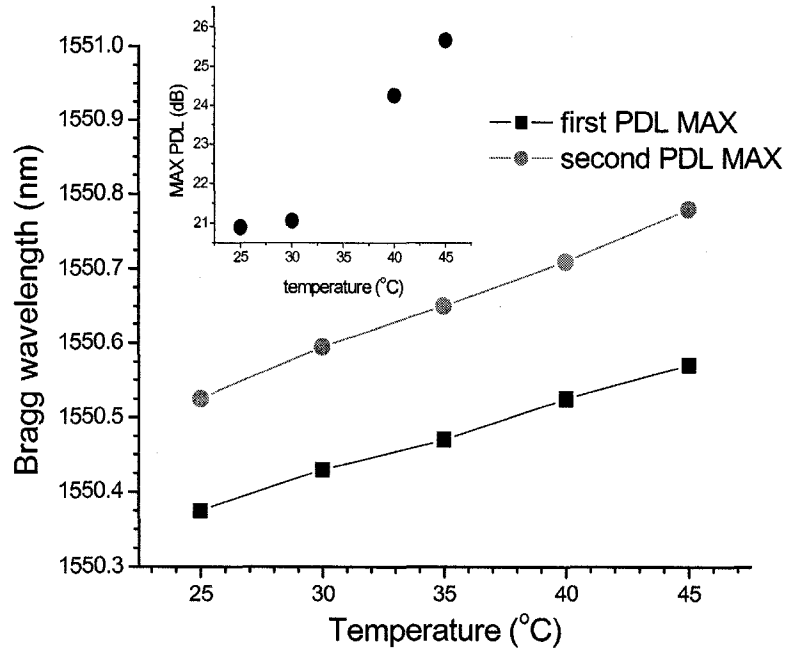 1551.0
1550.9
1550.8
1550.7
1550.6
1550.5
1550.4
1550.3
Bragg wavelength (nm)
25 30 35 40 45
Temperature (°C)
26
25
24
23
22
21
MAX PDL (dB)
25 30 35 40 45
temperature (°C)
first PDL MAX
second PDL MAX